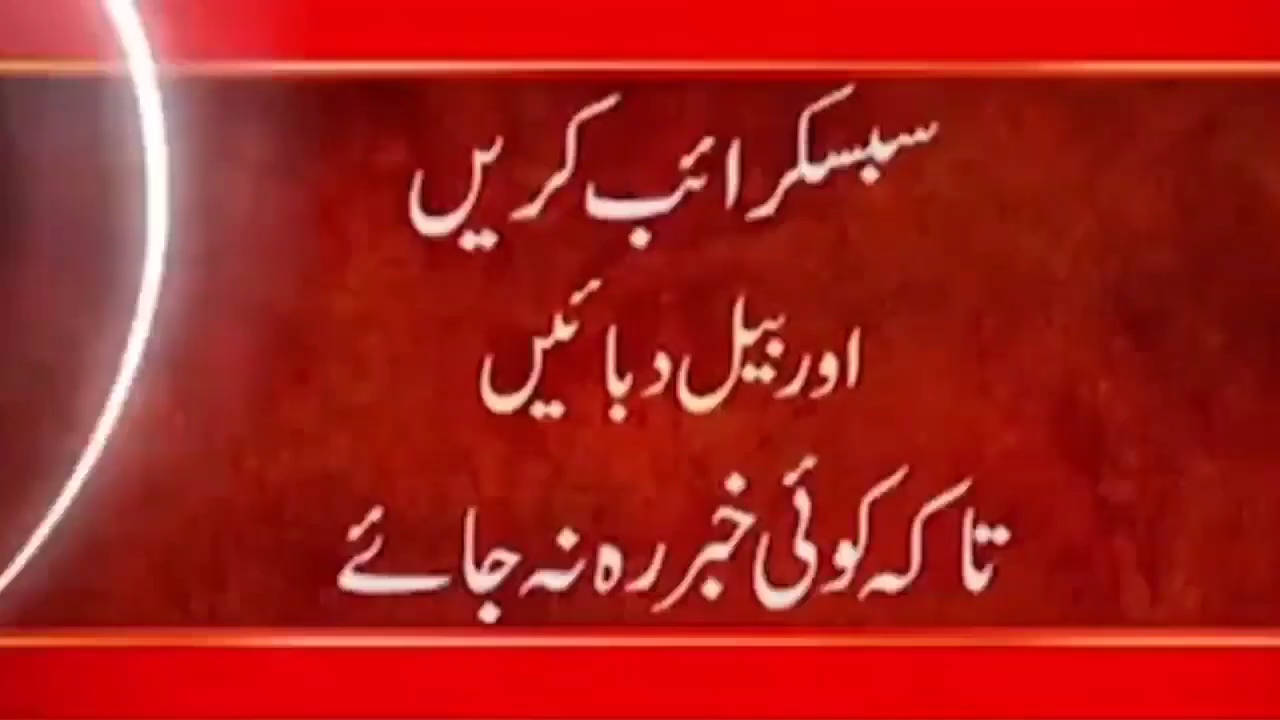 سبسکرائب کریں
اور بیل دبائیں
تاکہ کوئی خبر رہ نہ جائے